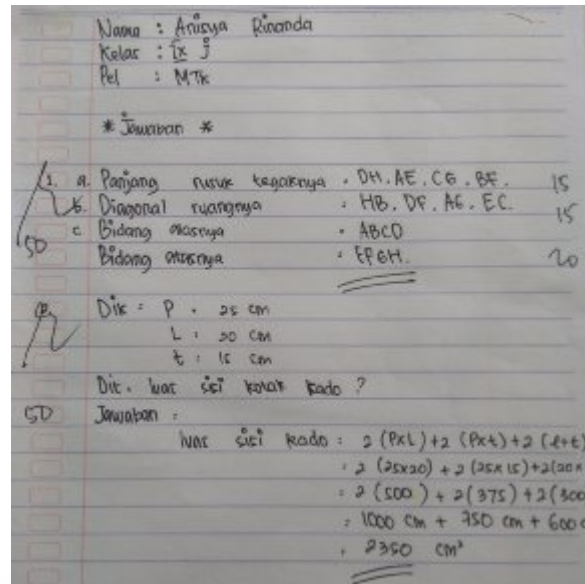 Nama : Anisya Rinanda
Kelas : IX j
Pel : MTK
* Jawaban *
1. a. Panjang rusuk tegaknya : DH. AE. CG. BF. 15
b. Diagonal ruangnya : HB. DF. AG. EC. 15
c Bidang alasnya : ABCD
50
Bidang atasnya : EFGH. 20
2. Dik : P : 25 cm
L : 20 cm
t : 15 cm
Dit. luas sisi kotak kado ?
50 Jawaban :
luas sisi kado : 2 (PxL)+2 (Pxt)+2 (l+t)
: 2 (25x20) + 2 (25x15)+2(20x
: 2 (500) + 2(375) +2(300
: 1000 cm + 750 cm + 600 c
: 2350 cm²